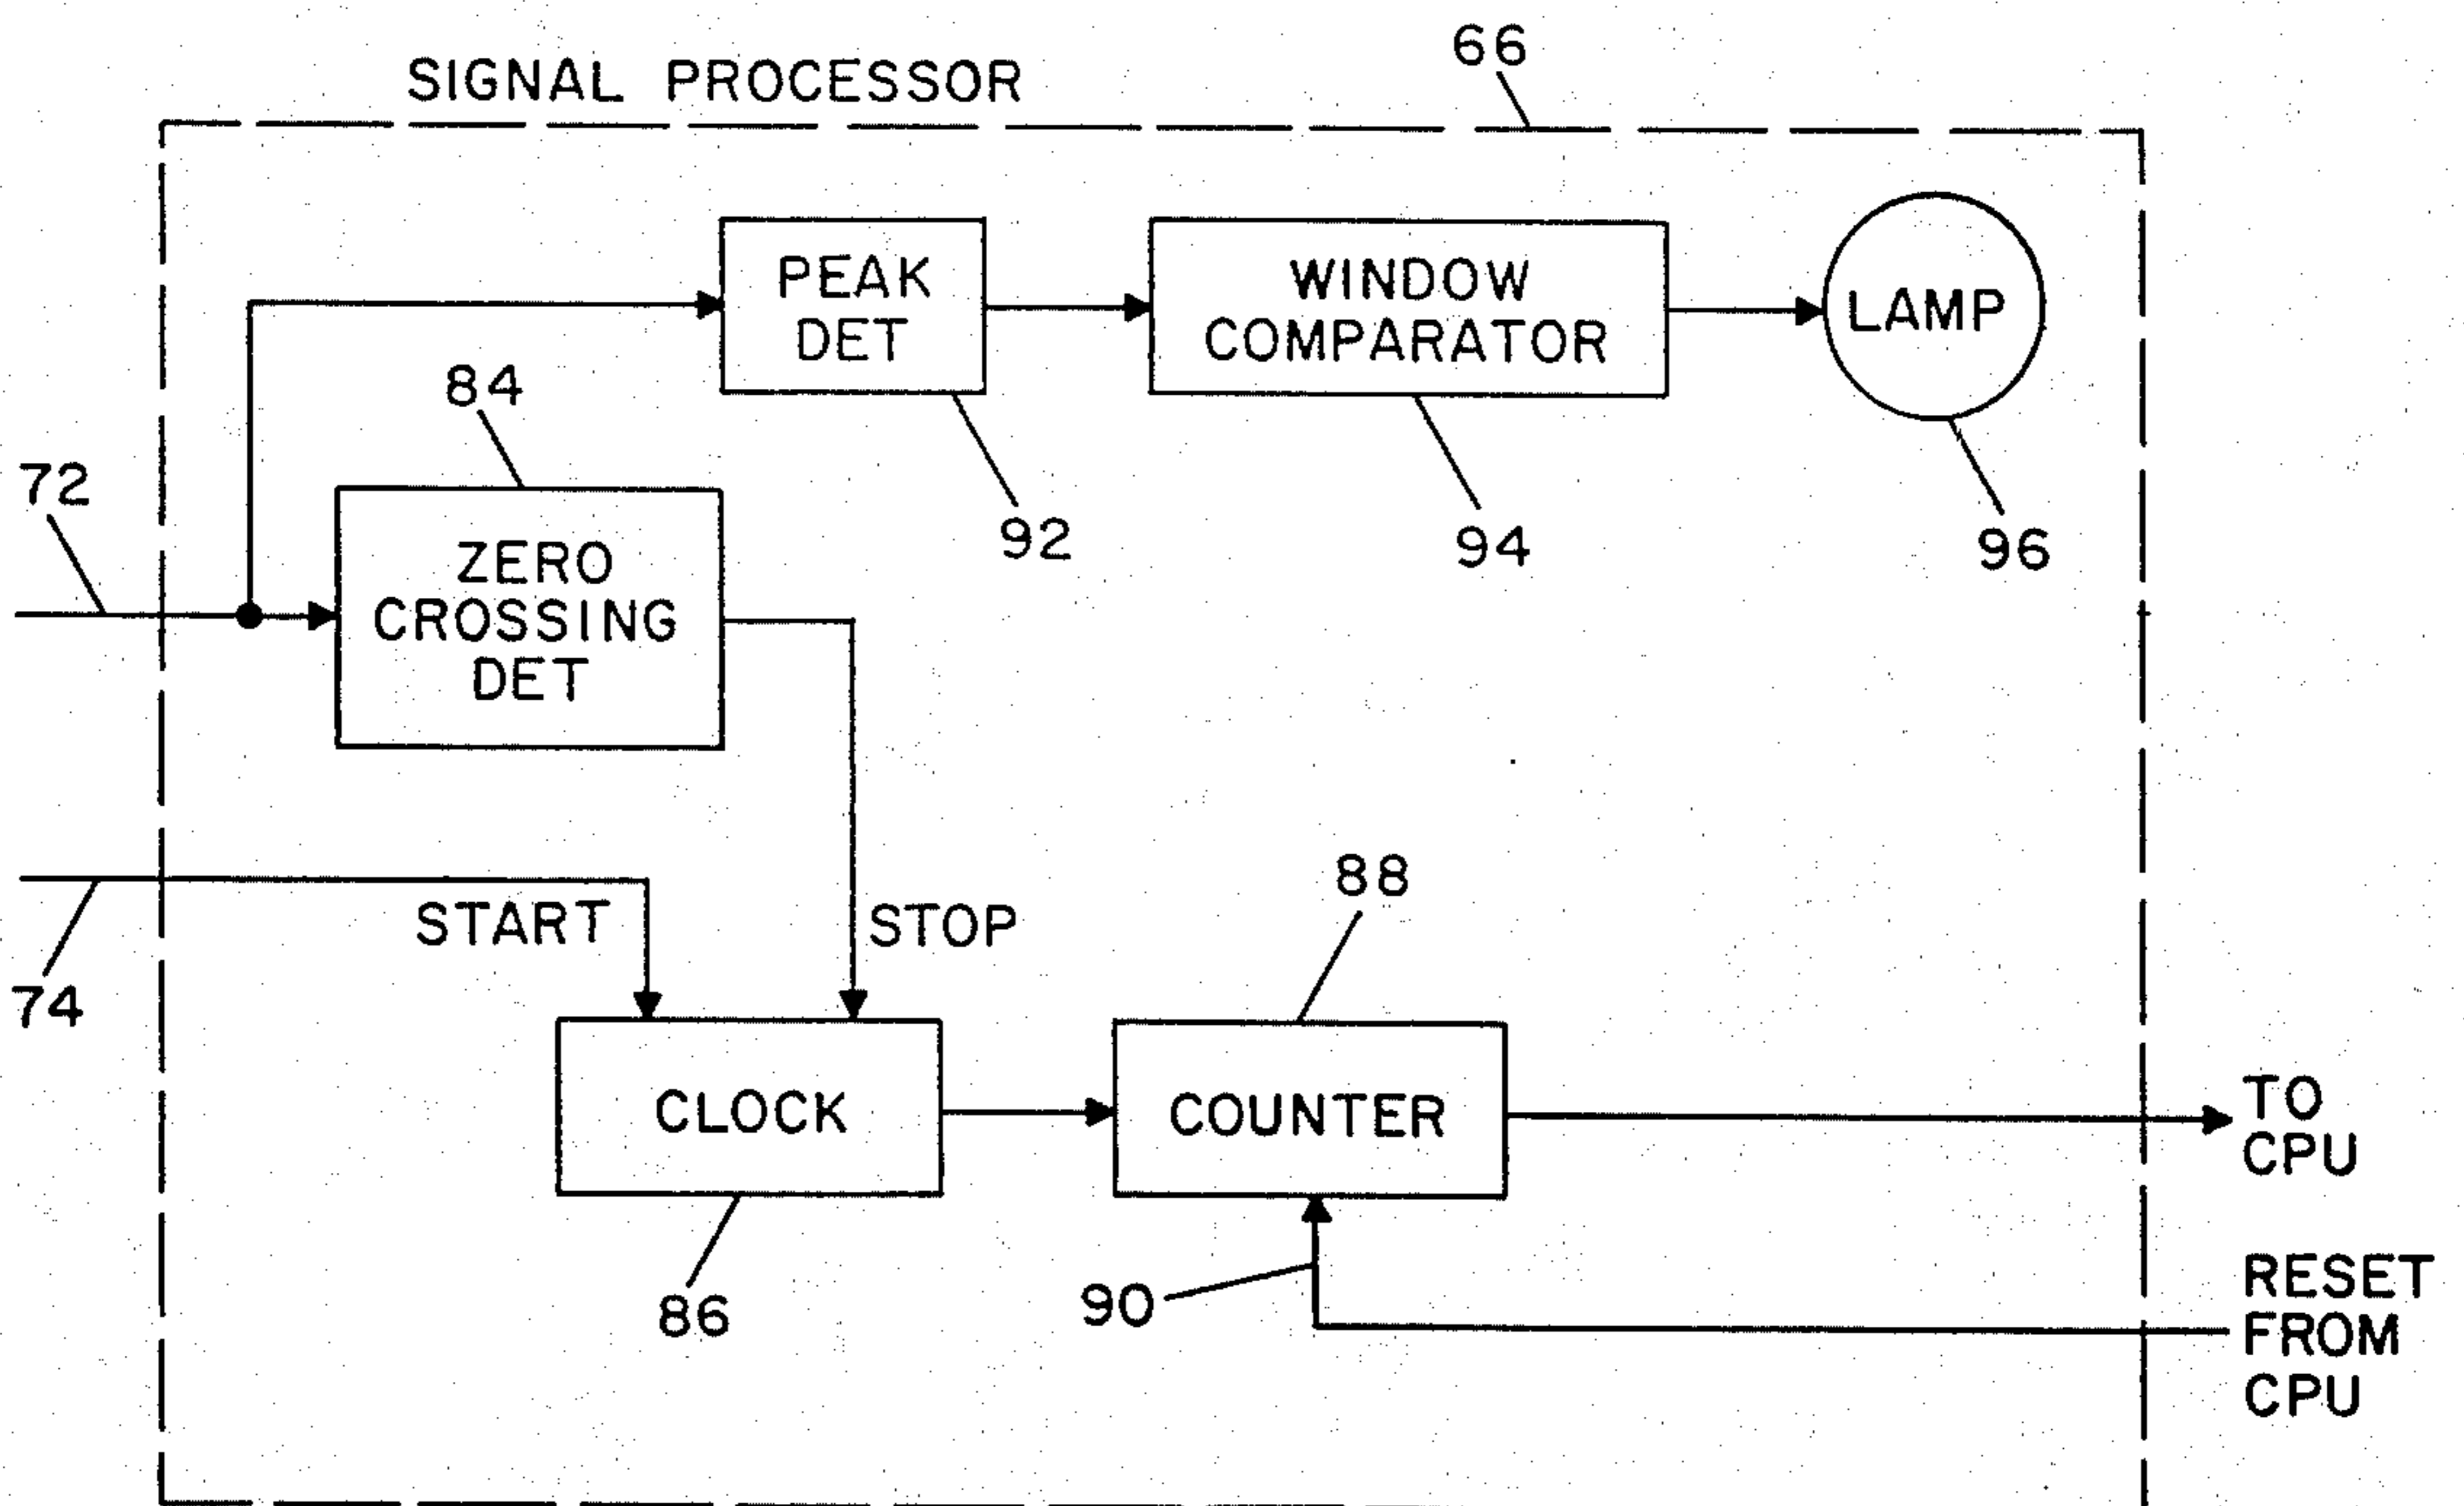 66
SIGNAL PROCESSOR
PEAK
DET
WINDOW
COMPARATOR
LAMP
84
72
92
94
96
ZERO
CROSSING
DET
START
STOP
74
88
CLOCK
COUNTER
TO
CPU
86
90
RESET
FROM
CPU